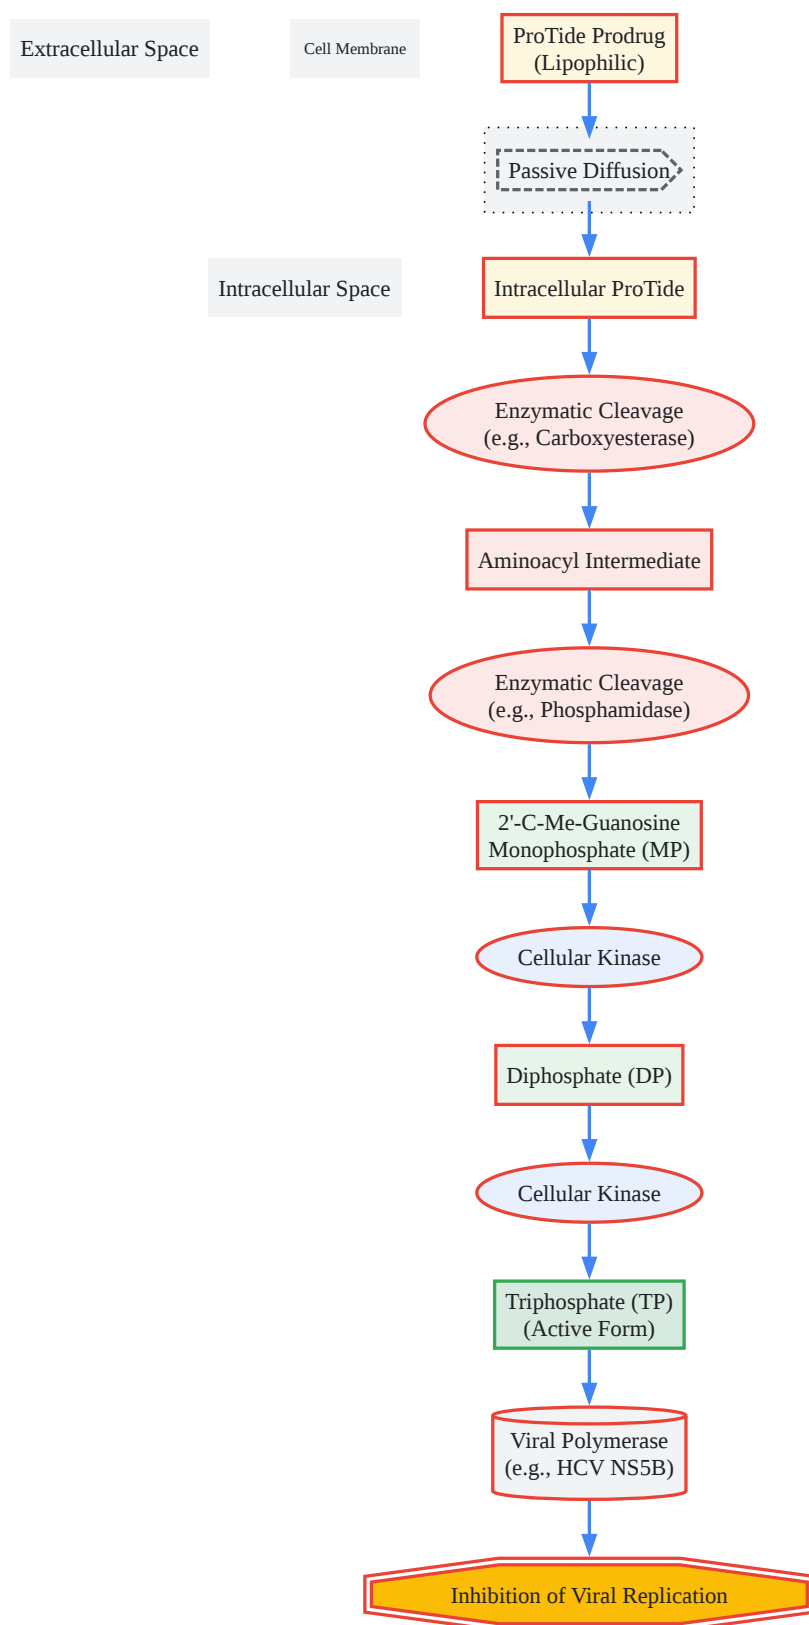 Extracellular Space
Cell Membrane
ProTide Prodrug
(Lipophilic)
Passive Diffusion
Intracellular Space
Intracellular ProTide
Enzymatic Cleavage
(e.g., Carboxyesterase)
Aminoacyl Intermediate
Enzymatic Cleavage
(e.g., Phosphamidase)
2'-C-Me-Guanosine
Monophosphate (MP)
Cellular Kinase
Diphosphate (DP)
Cellular Kinase
Triphosphate (TP)
(Active Form)
Viral Polymerase
(e.g., HCV NS5B)
Inhibition of Viral Replication